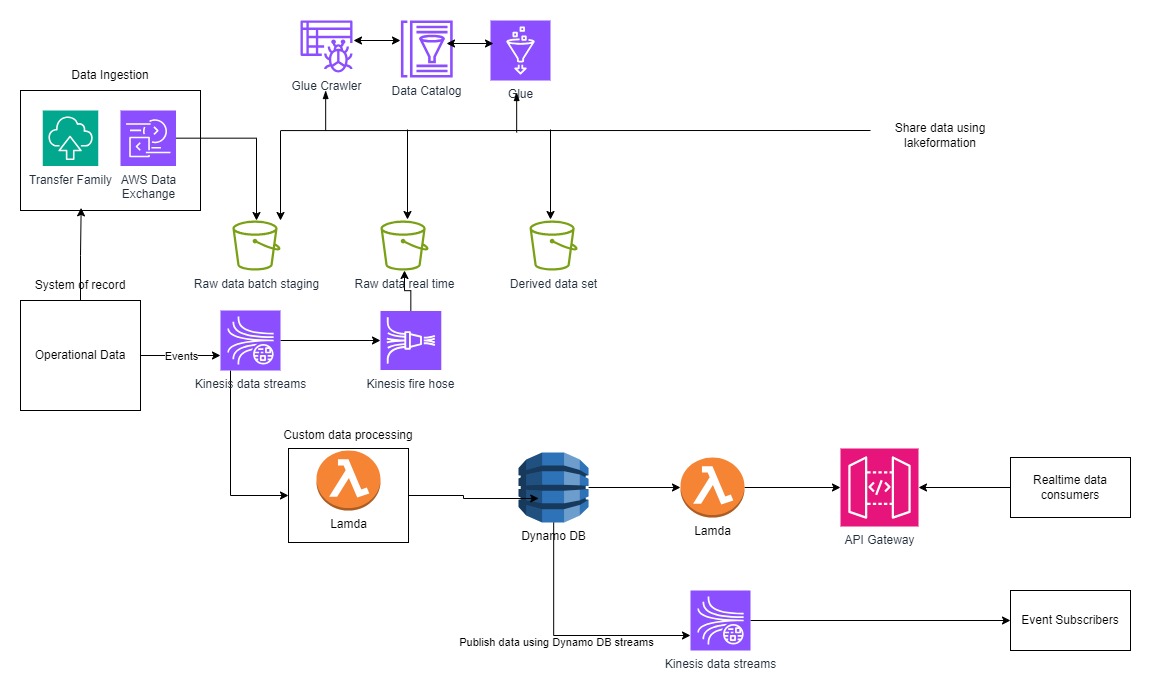 Data Ingestion
Glue Crawler
Data Catalog
Glue
Transfer Family
AWS Data
Exchange
Share data using
lakeformation
Raw data batch staging
Raw data real time
Derived data set
System of record
Operational Data
Events
Kinesis data streams
Kinesis fire hose
Custom data processing
Lamda
Dynamo DB
Lamda
API Gateway
Realtime data
consumers
Publish data using Dynamo DB streams
Kinesis data streams
Event Subscribers